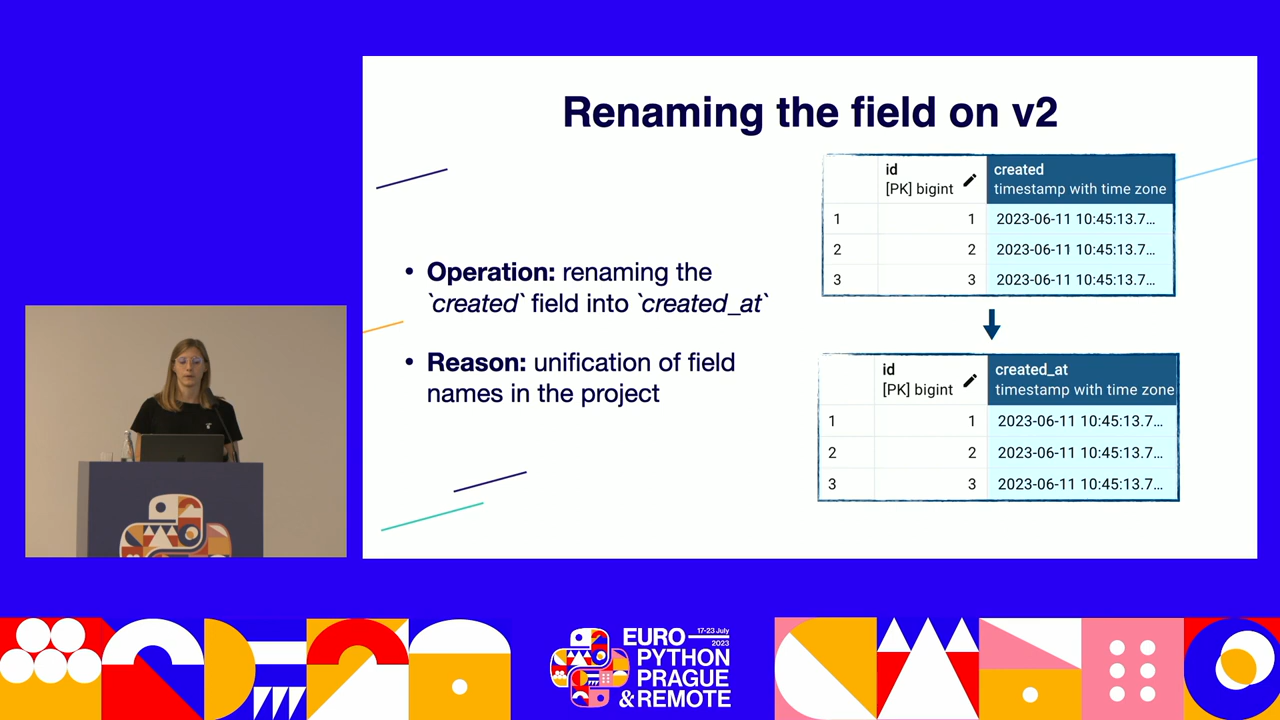 Renaming the field on v2
• Operation: renaming the
`created` field into `created_at`
• Reason: unification of field
names in the project
id
[PK] bigint
created
timestamp with time zone
1 1 2023-06-11 10:45:13.7…
2 2 2023-06-11 10:45:13.7…
3 3 2023-06-11 10:45:13.7…
id
[PK] bigint
created_at
timestamp with time zone
1 1 2023-06-11 10:45:13.7…
2 2 2023-06-11 10:45:13.7…
3 3 2023-06-11 10:45:13.7…
17-23 July
2023
EURO
PYTHON
PRAGUE
& REMOTE